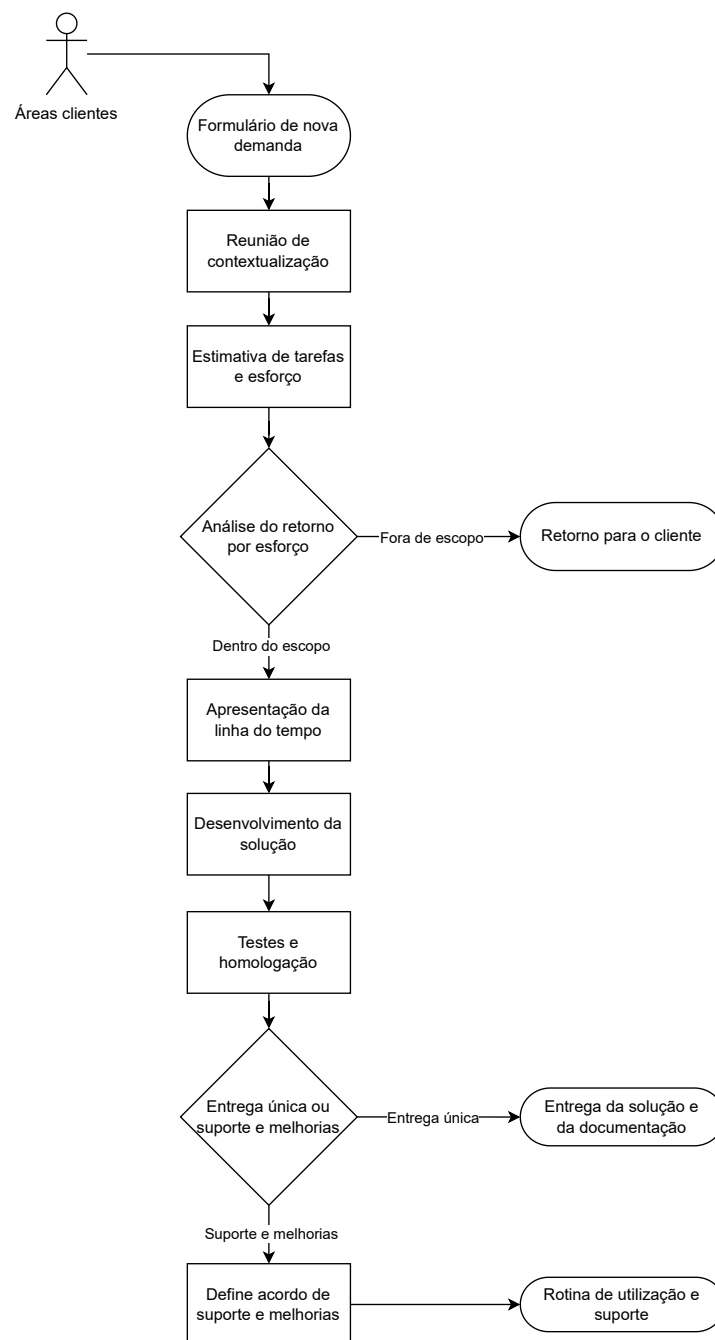 Áreas clientes
Formulário de nova
demanda
Reunião de
contextualização
Estimativa de tarefas
e esforço
Análise do retorno
por esforço
Fora de escopo
Retorno para o cliente
Dentro do escopo
Apresentação da
linha do tempo
Desenvolvimento da
solução
Testes e
homologação
Entrega única ou
suporte e melhorias
Entrega única
Entrega da solução e
da documentação
Suporte e melhorias
Define acordo de
suporte e melhorias
Rotina de utilização e
suporte